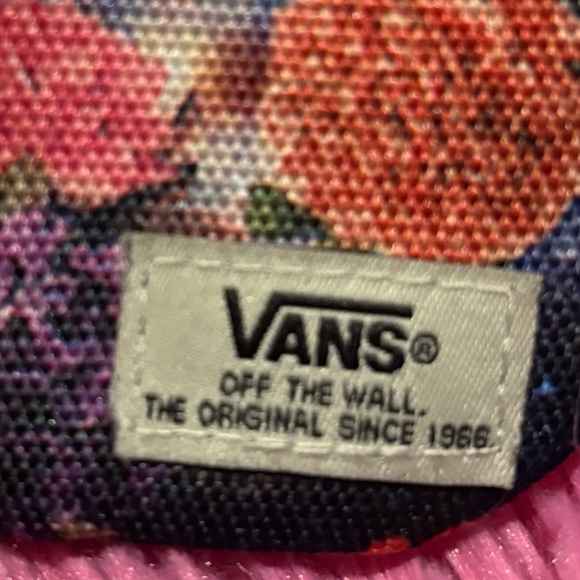 VANS®
OFF THE WALL.
THE ORIGINAL SINCE 1966.